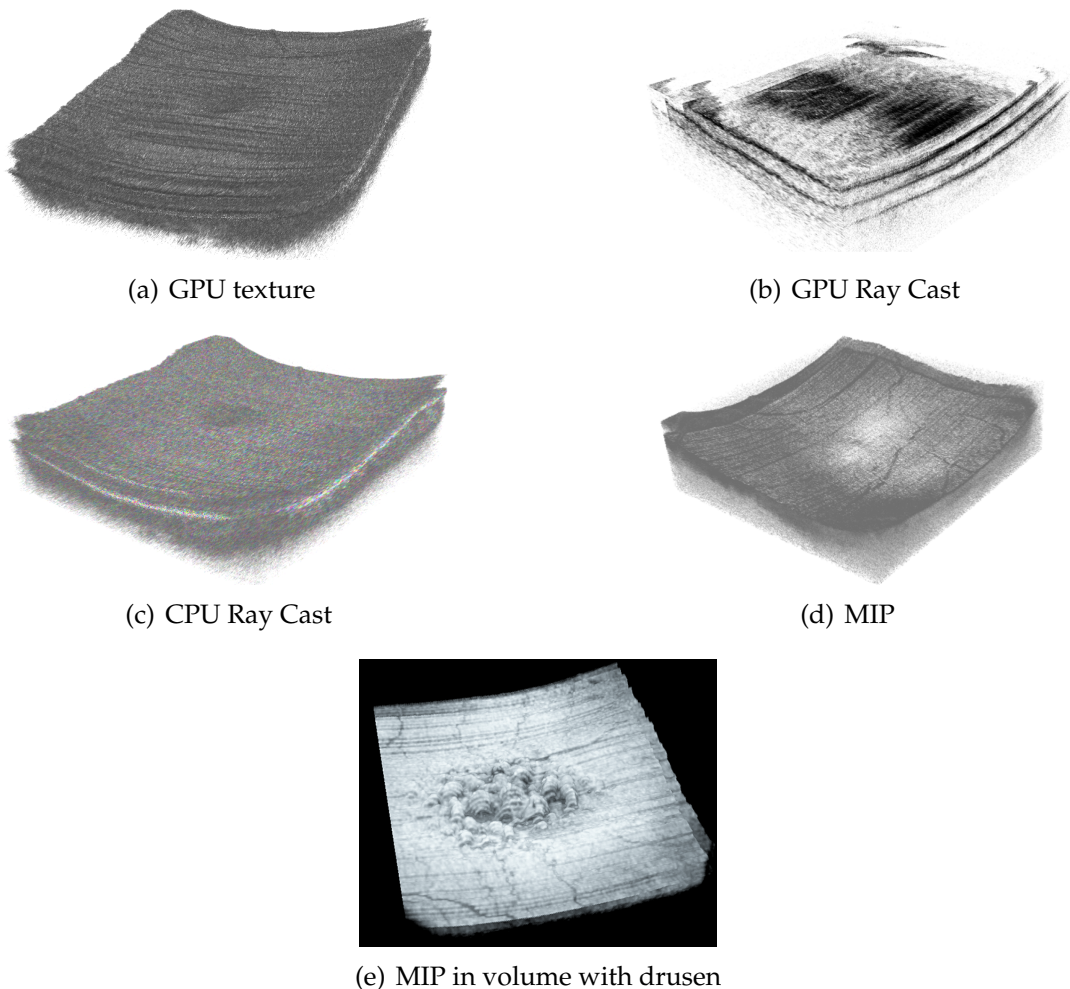 (a) GPU texture
(b) GPU Ray Cast
(c) CPU Ray Cast
(d) MIP
(e) MIP in volume with drusen